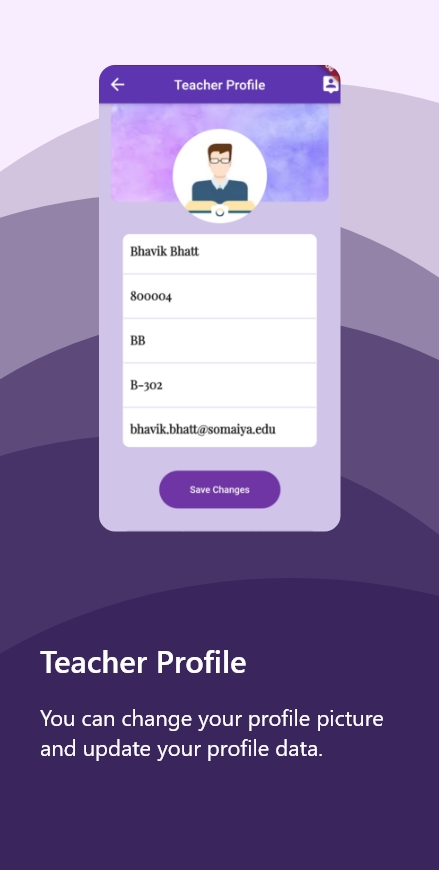 Teacher Profile
Bhavik Bhatt
800004
BB
B-302
bhavik.bhatt@somaiya.edu
Save Changes
Teacher Profile
You can change your profile picture
and update your profile data.